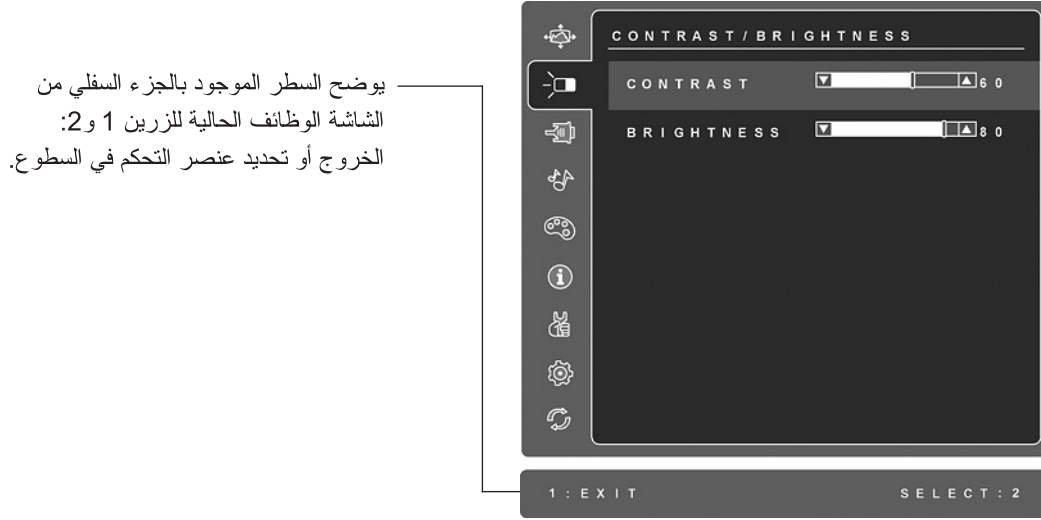 يوضح السطر الموجود بالجزء السفلي من
الشاشة الوظائف الحالية للزرين 1 و2:
الخروج أو تحديد عنصر التحكم في السطوع.
CONTRAST/BRIGHTNESS
CONTRAST 60
BRIGHTNESS 80
1:EXIT SELECT:2